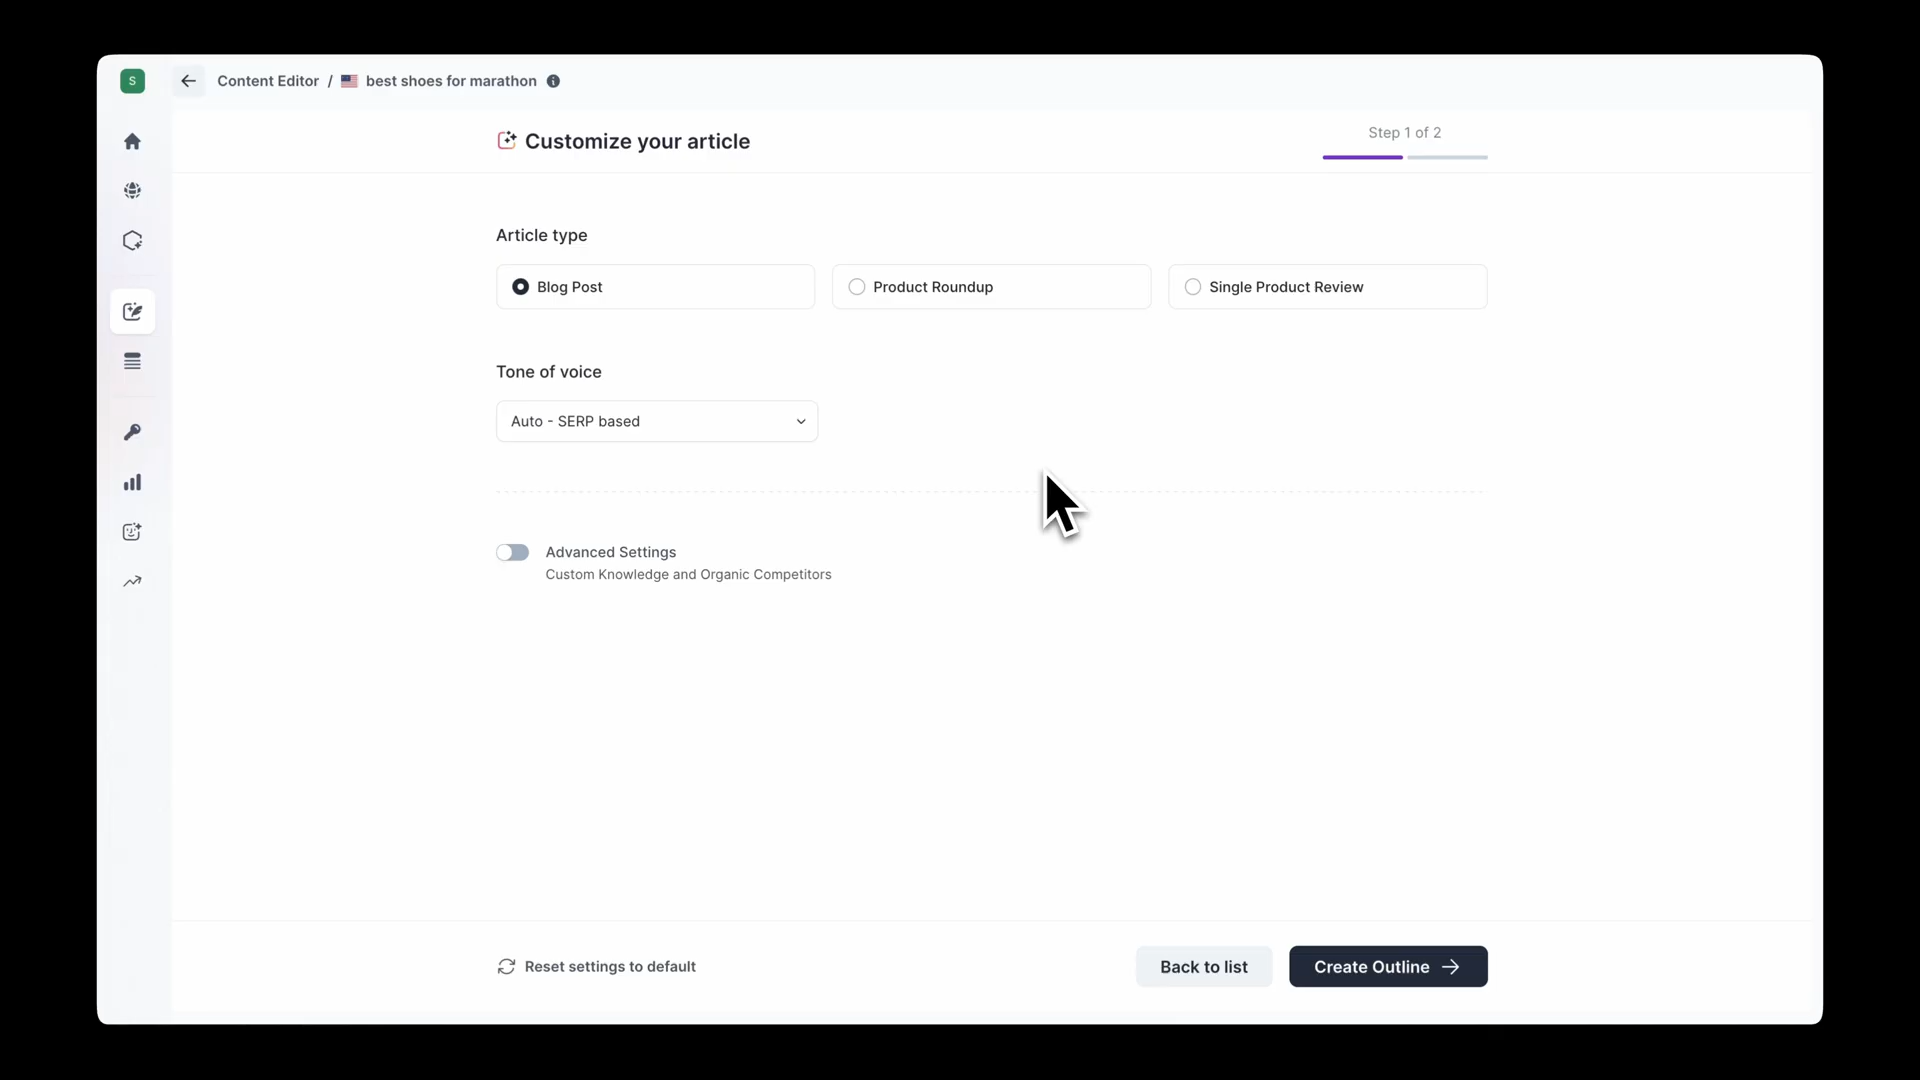 S
Content Editor / best shoes for marathon
Customize your article
Step 1 of 2
Article type
Blog Post
Product Roundup
Single Product Review
Tone of voice
Auto - SERP based
Advanced Settings
Custom Knowledge and Organic Competitors
Reset settings to default
Back to list
Create Outline